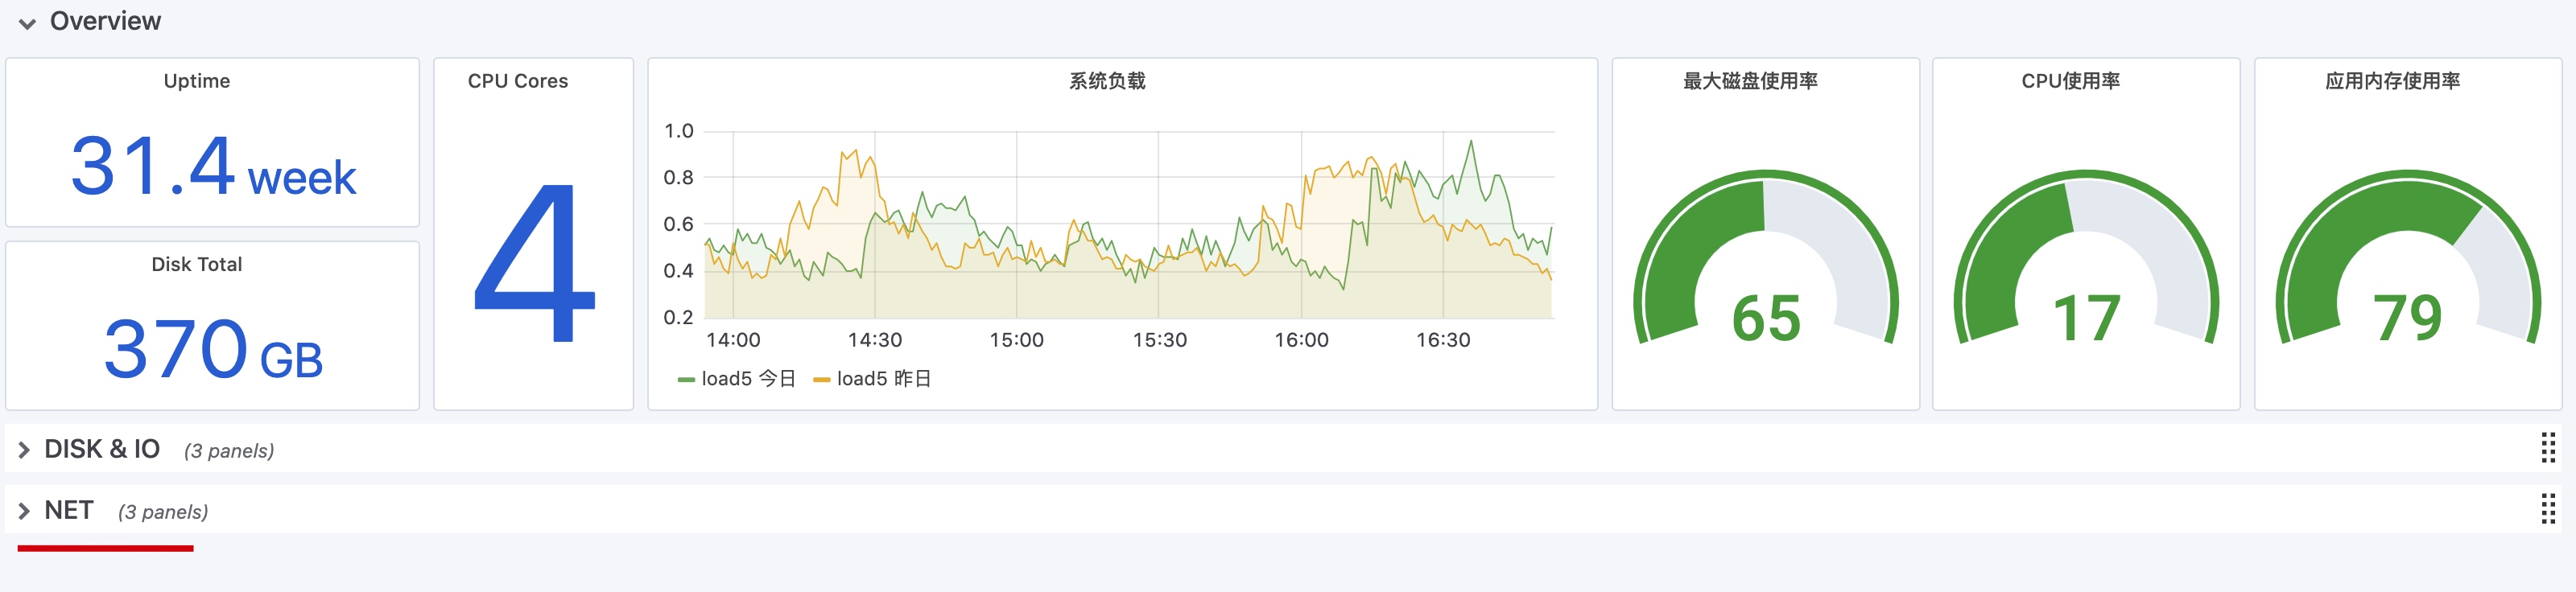 Overview
Uptime
31.4 week
Disk Total
370 GB
CPU Cores
4
系统负载
1.0
0.8
0.6
0.4
0.2
14:00 14:30 15:00 15:30 16:00 16:30
load5 今日 load5 昨日
最大磁盘使用率
65
CPU使用率
17
应用内存使用率
79
DISK & IO (3 panels)
NET (3 panels)